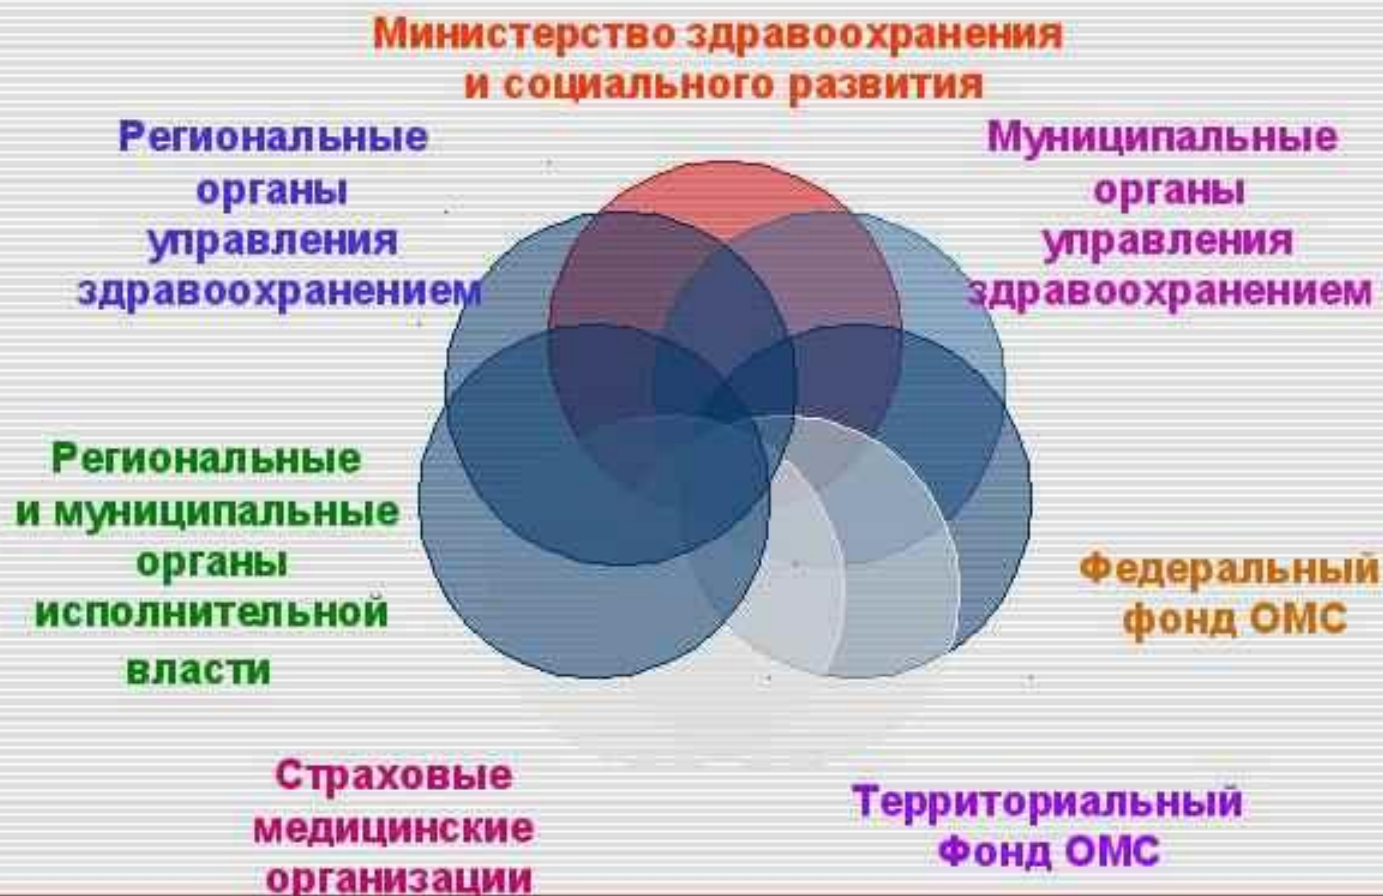 Министерство здравоохранения
и социального развития
Региональные
органы
управления
здравоохранением
Муниципальные
органы
управления
здравоохранением
Региональные
и муниципальные
органы
исполнительной
власти
Федеральный
фонд ОМС
Страховые
медицинские
организации
Территориальный
Фонд ОМС